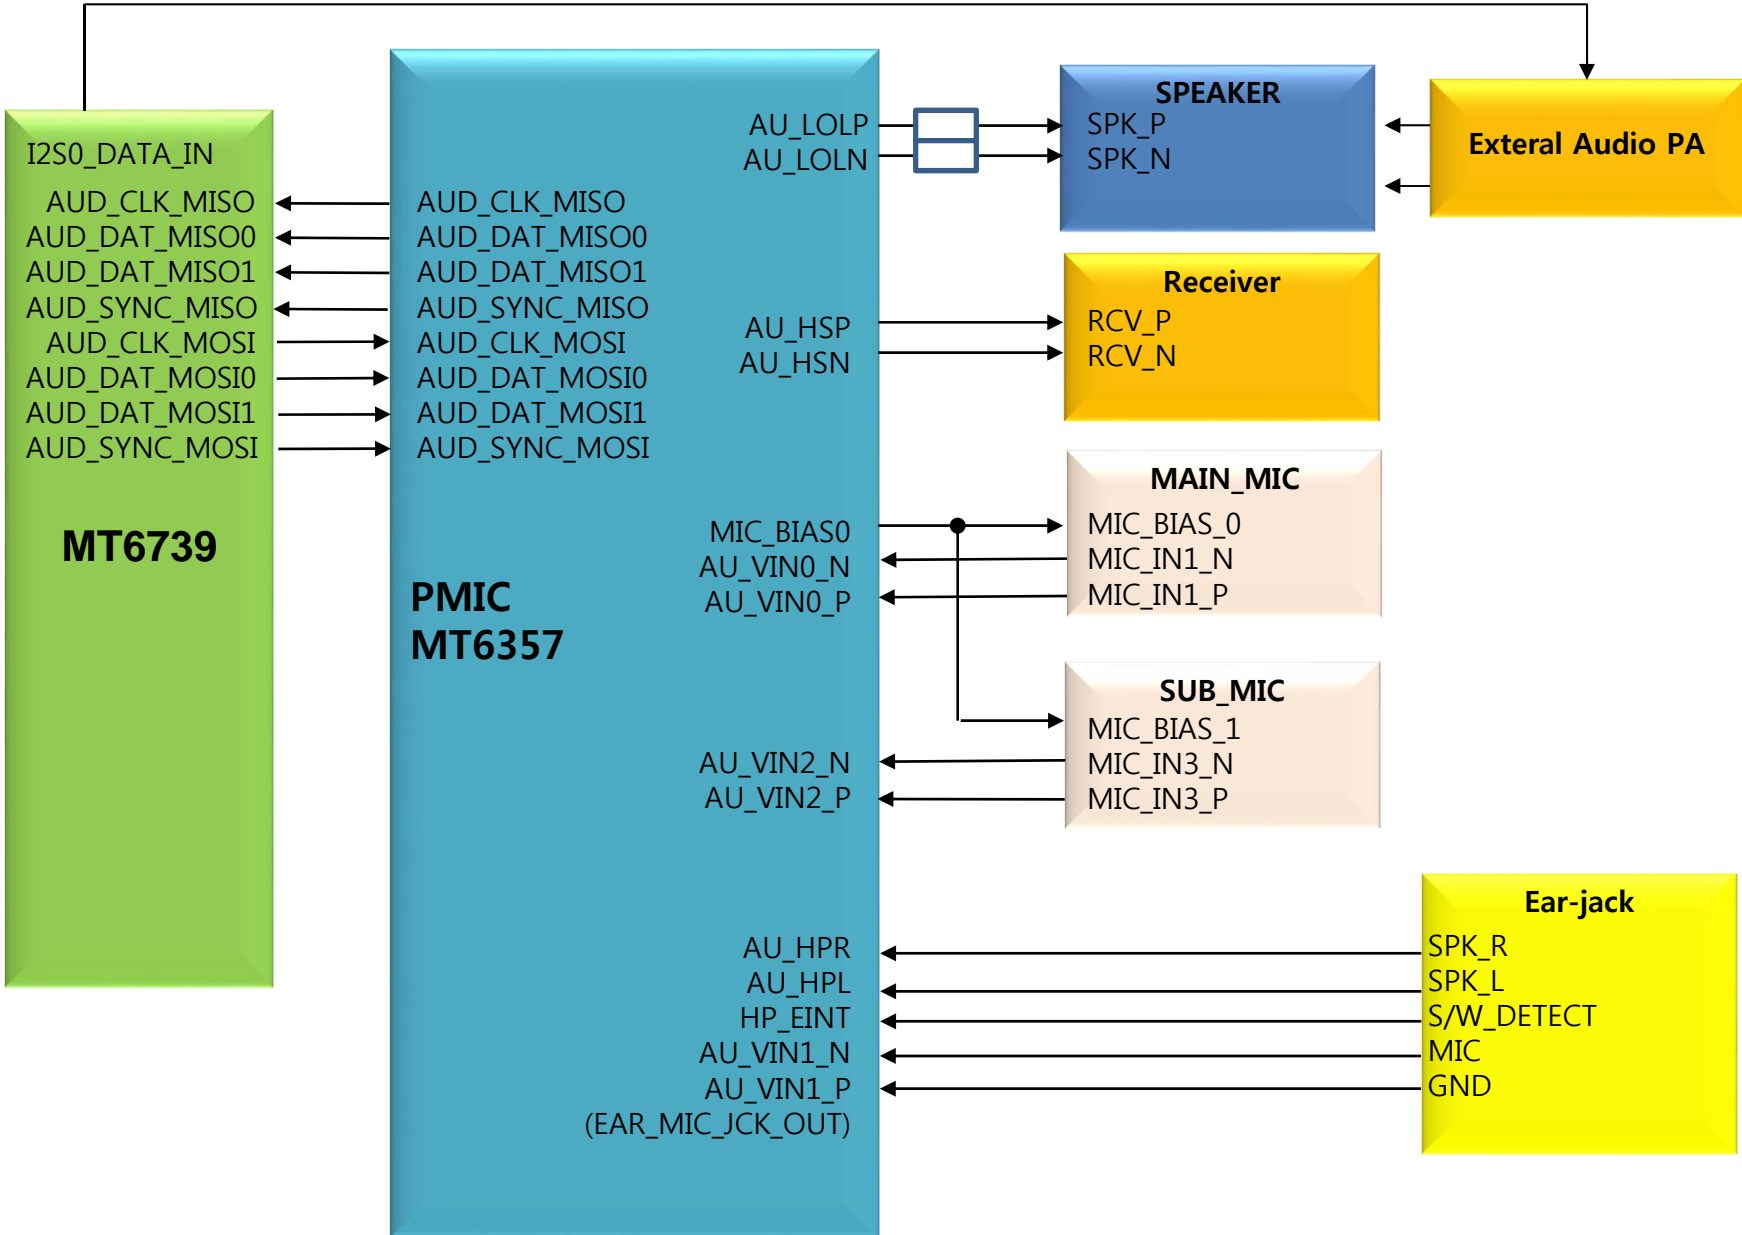 I2S0_DATA_IN
AUD_CLK_MISO
AUD_DAT_MISO0
AUD_DAT_MISO1
AUD_SYNC_MISO
AUD_CLK_MOSI
AUD_DAT_MOSI0
AUD_DAT_MOSI1
AUD_SYNC_MOSI
MT6739
AUD_CLK_MISO
AUD_DAT_MISO0
AUD_DAT_MISO1
AUD_SYNC_MISO
AUD_CLK_MOSI
AUD_DAT_MOSI0
AUD_DAT_MOSI1
AUD_SYNC_MOSI
PMIC
MT6357
AU_LOLP
AU_LOLN
AU_HSP
AU_HSN
MIC_BIAS0
AU_VIN0_N
AU_VIN0_P
AU_VIN2_N
AU_VIN2_P
AU_HPR
AU_HPL
HP_EINT
AU_VIN1_N
AU_VIN1_P
(EAR_MIC_JCK_OUT)
SPEAKER
SPK_P
SPK_N
Exteral Audio PA
Receiver
RCV_P
RCV_N
MAIN_MIC
MIC_BIAS_0
MIC_IN1_N
MIC_IN1_P
SUB_MIC
MIC_BIAS_1
MIC_IN3_N
MIC_IN3_P
Ear-jack
SPK_R
SPK_L
S/W_DETECT
MIC
GND